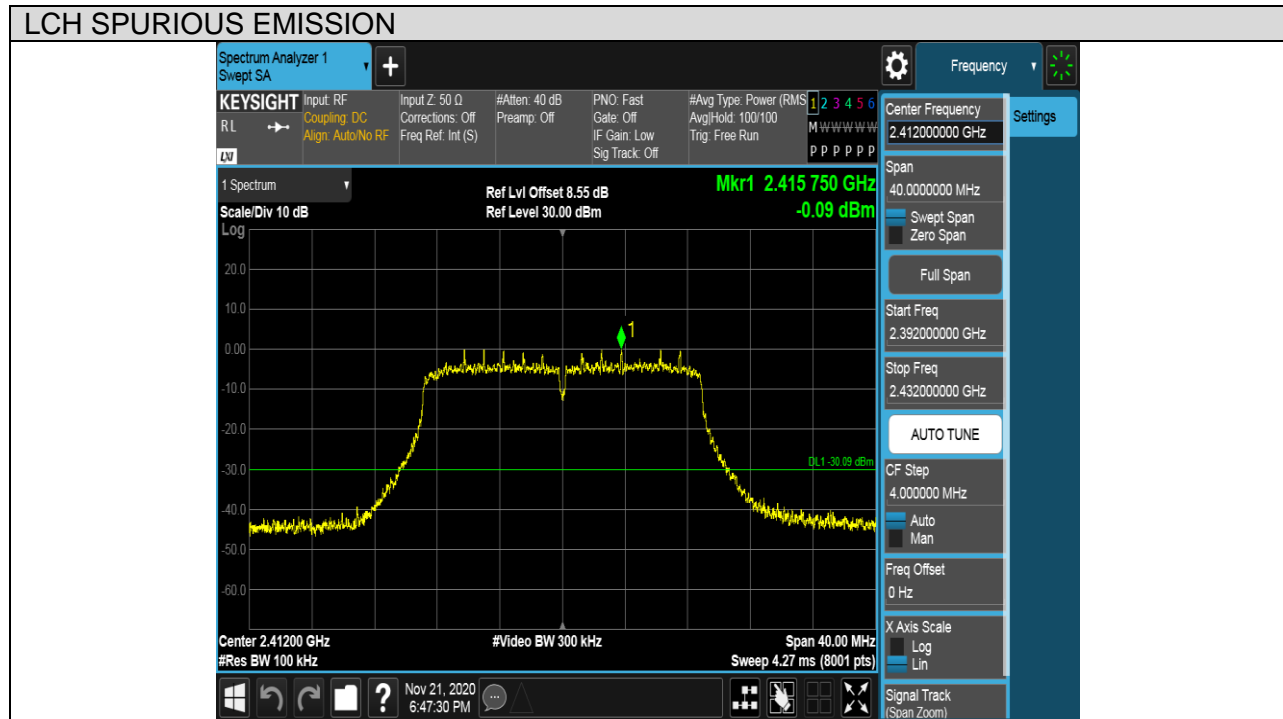 LCH SPURIOUS EMISSION
Spectrum Analyzer 1
Swept SA
+
Frequency
KEYSIGHT
RL
LXI
Input: RF
Coupling: DC
Align: Auto/No RF
Input Z: 50 Ω
Corrections: Off
Freq Ref: Int (S)
#Atten: 40 dB
Preamp: Off
PNO: Fast
Gate: Off
IF Gain: Low
Sig Track: Off
#Avg Type: Power (RMS
Avg|Hold: 100/100
Trig: Free Run
1 2 3 4 5 6
M W W W W W
P P P P P P
1 Spectrum
Scale/Div 10 dB
Ref Lvl Offset 8.55 dB
Ref Level 30.00 dBm
Mkr1 2.415 750 GHz
-0.09 dBm
Log
20.0
10.0
0.00
-10.0
-20.0
-30.0
-40.0
-50.0
-60.0
1
DL1 -30.09 dBm
Center 2.41200 GHz
#Res BW 100 kHz
#Video BW 300 kHz
Span 40.00 MHz
Sweep 4.27 ms (8001 pts)
Center Frequency
2.412000000 GHz
Settings
Span
40.0000000 MHz
Swept Span
Zero Span
Full Span
Start Freq
2.392000000 GHz
Stop Freq
2.432000000 GHz
AUTO TUNE
CF Step
4.000000 MHz
Auto
Man
Freq Offset
0 Hz
X Axis Scale
Log
Lin
Signal Track
(Span Zoom)
?
Nov 21, 2020
6:47:30 PM